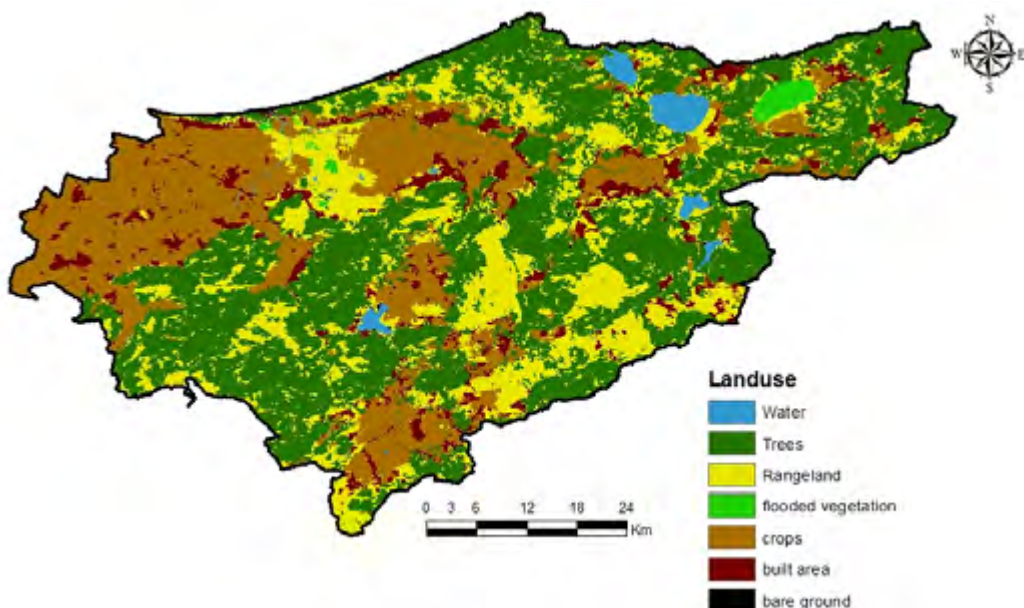 N
W E
S
Landuse
Water
Trees
Rangeland
flooded vegetation
crops
built area
bare ground
0 3 6 12 18 24
Km